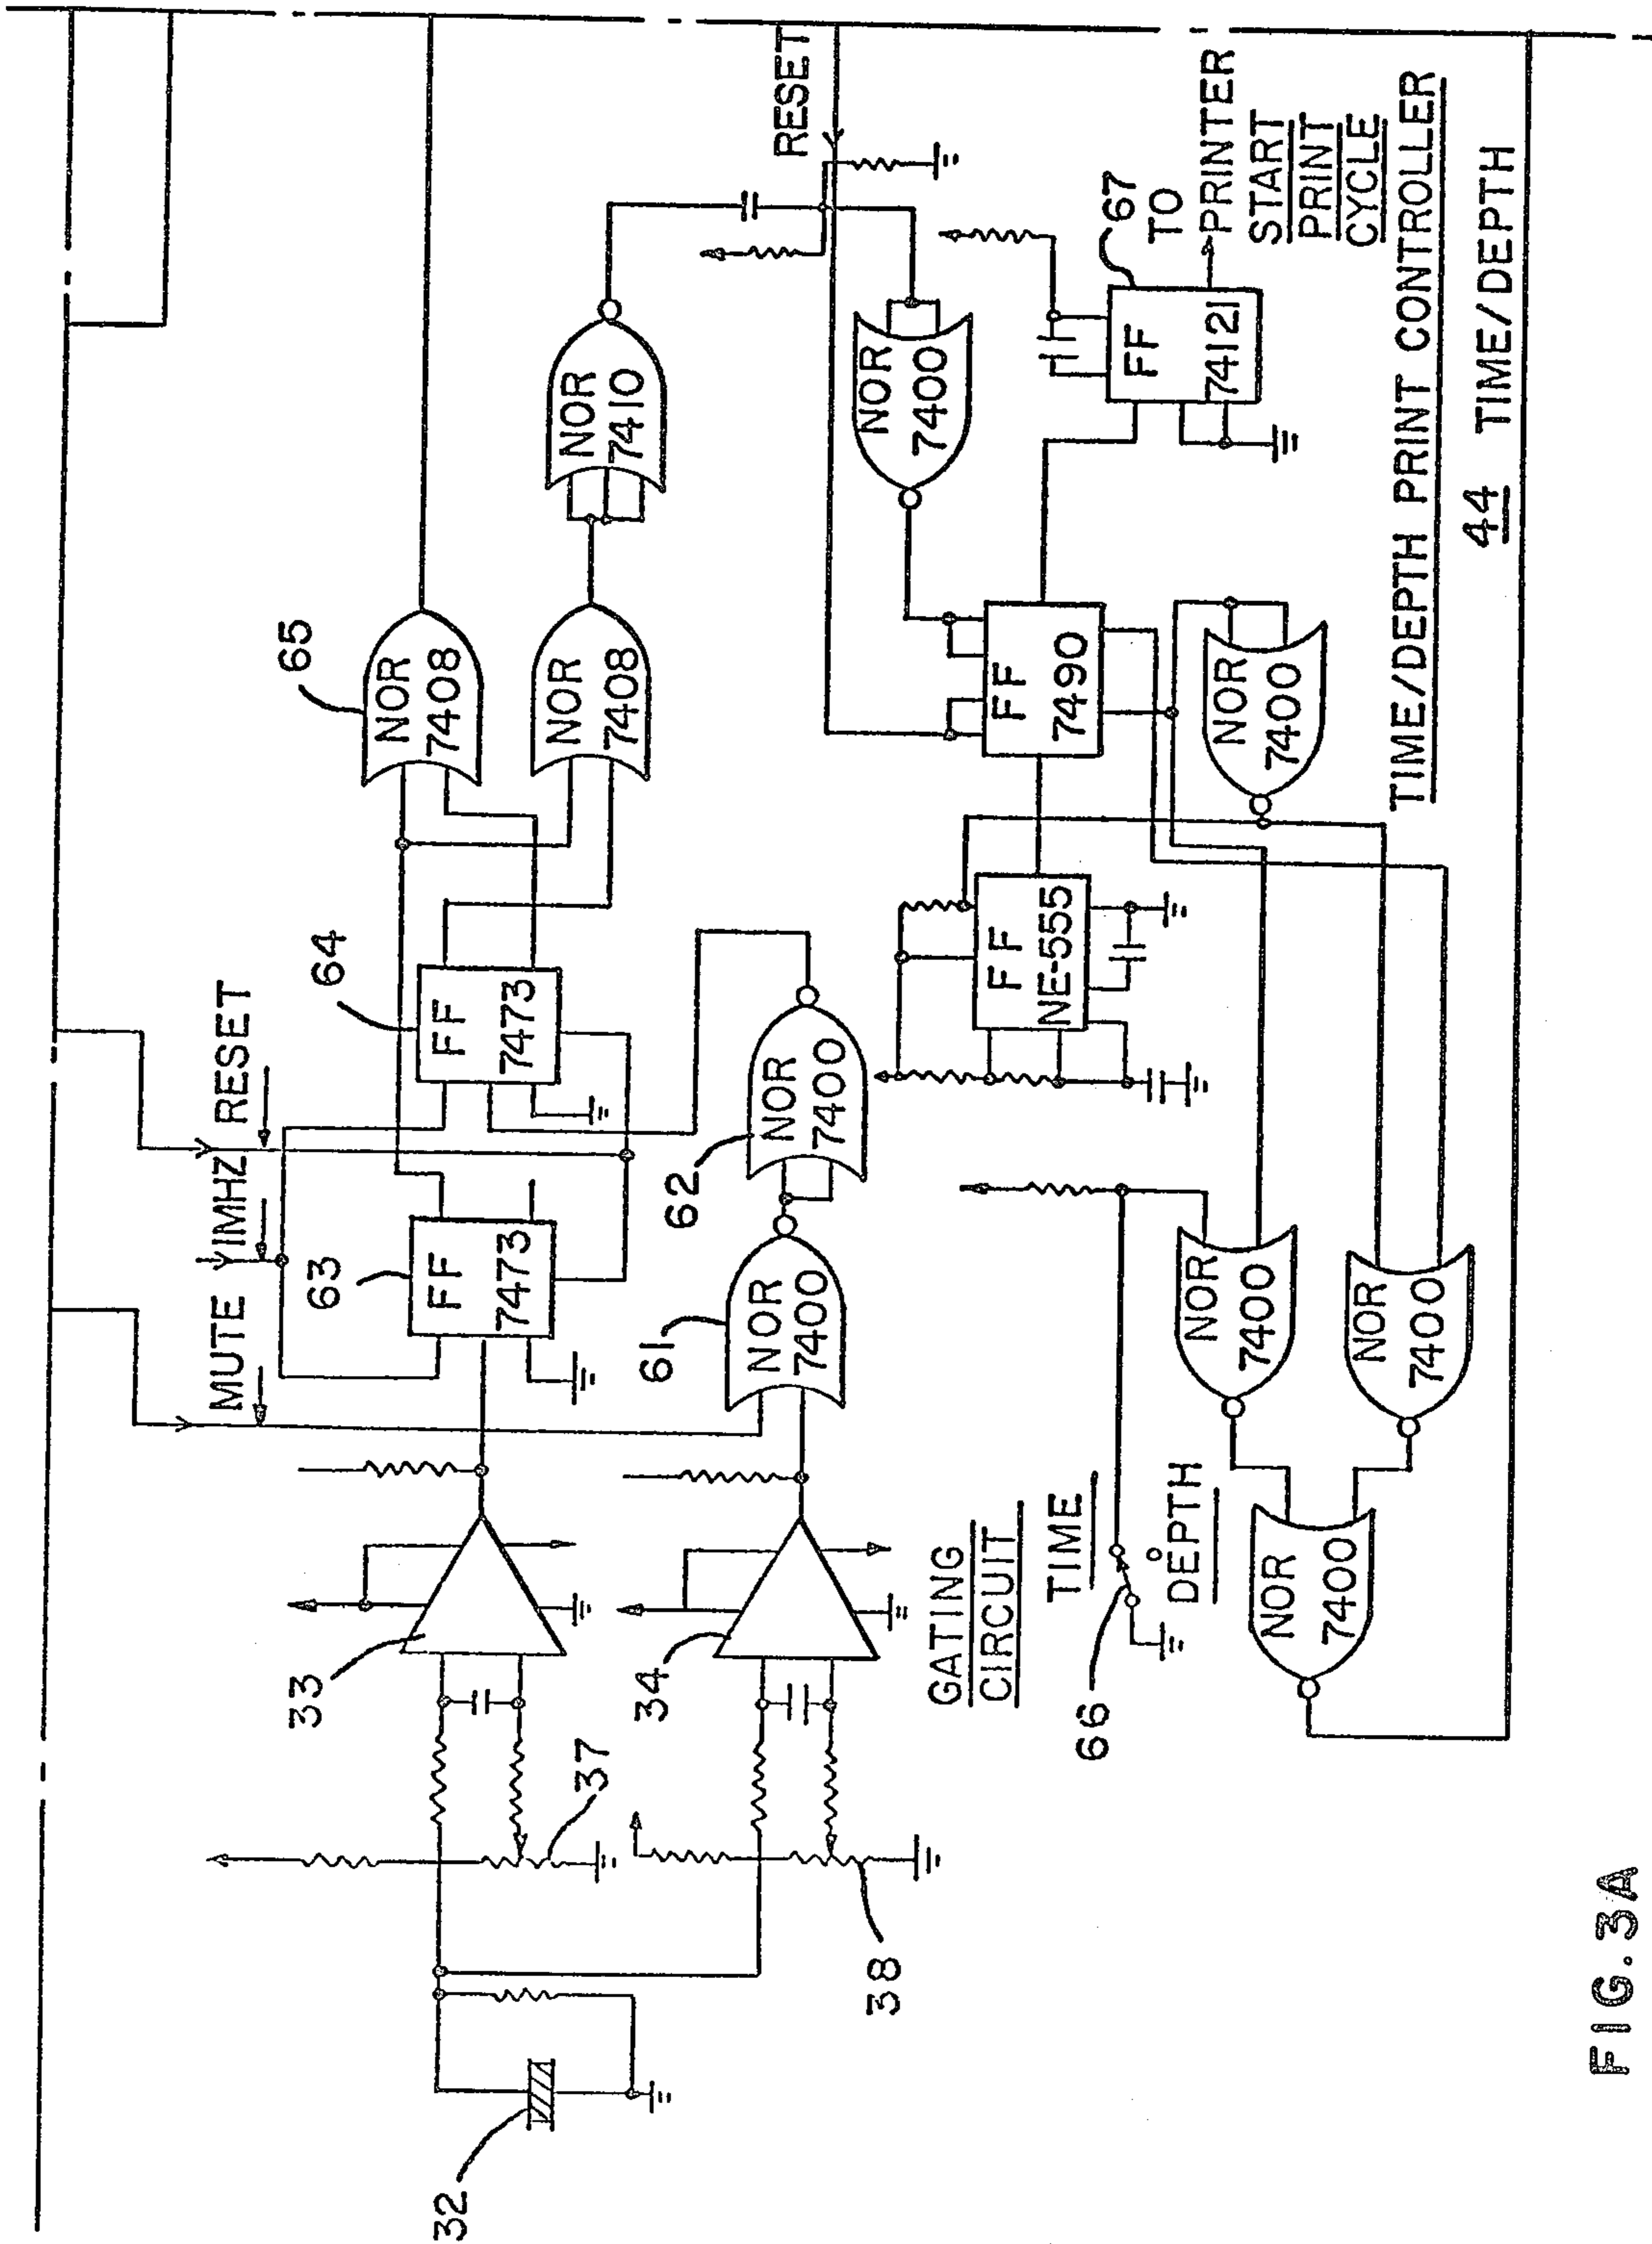 RESET
67
TO
PRINTER
START
PRINT
CYCLE
TIME/DEPTH PRINT CONTROLLER
44 TIME/DEPTH
65
NOR
7408
NOR
7408
NOR
7410
NOR
7400
FF
74121
64
FF
7473
FF
7490
NOR
7400
FF
NE-555
MUTE
1MHZ
RESET
63
FF
7473
61
NOR
7400
62
NOR
7400
NOR
7400
NOR
7400
NOR
7400
33
34
GATING
CIRCUIT
TIME
DEPTH
66
37
38
32
FIG.3A